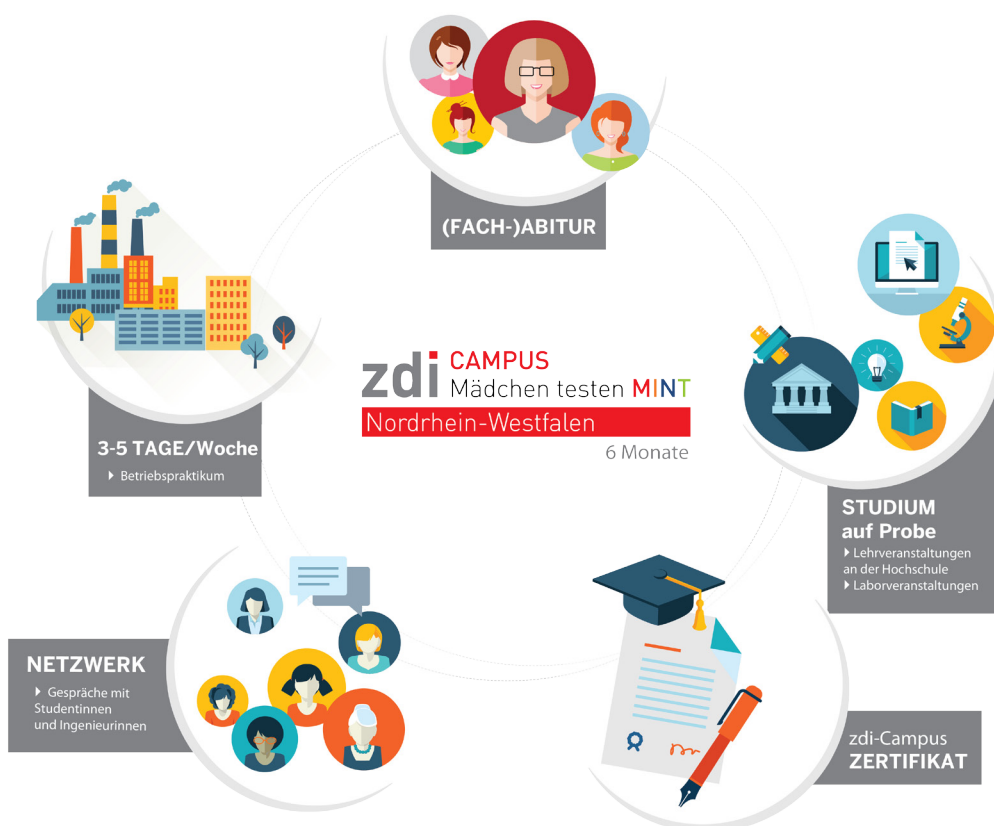 (FACH-)ABITUR
zdi CAMPUS
Mädchen testen MINT
Nordrhein-Westfalen
6 Monate
3-5 TAGE/Woche
Betriebspraktikum
STUDIUM
auf Probe
Lehrveranstaltungen
an der Hochschule
Laborveranstaltungen
NETZWERK
Gespräche mit
Studentinnen
und Ingenieurinnen
zdi-Campus
ZERTIFIKAT